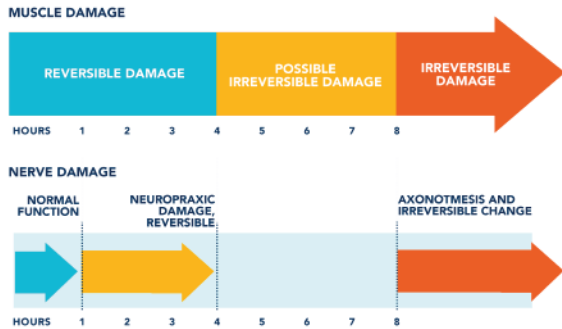 MUSCLE DAMAGE
REVERSIBLE DAMAGE
POSSIBLE
IRREVERSIBLE DAMAGE
IRREVERSIBLE
DAMAGE
HOURS 1 2 3 4 5 6 7 8
NERVE DAMAGE
NORMAL
FUNCTION
NEUROPRAXIC
DAMAGE,
REVERSIBLE
AXONOTMESIS AND
IRREVERSIBLE CHANGE
HOURS 1 2 3 4 5 6 7 8